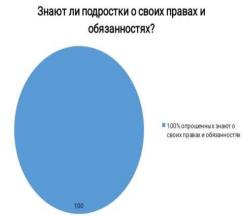 Знают ли подростки о своих правах и
обязанностях?
100% опрошенных знают о
своих правах и обязанностях
100